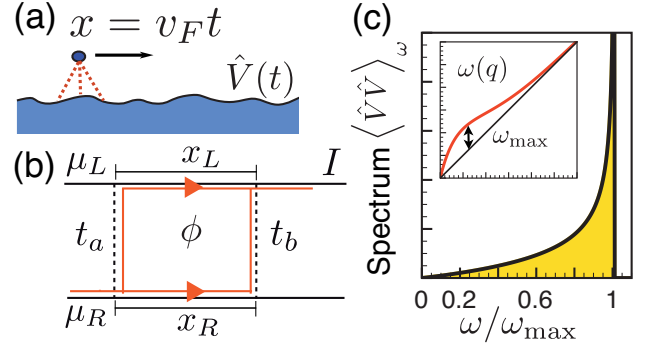 (a)
x = v_F t
V̂(t)
(b)
μ_L
x_L
I
t_a
ϕ
t_b
μ_R
x_R
(c)
Spectrum ⟨V̂V̂⟩_ω
ω(q)
ω_max
0 0.2 0.6 1
ω/ω_max